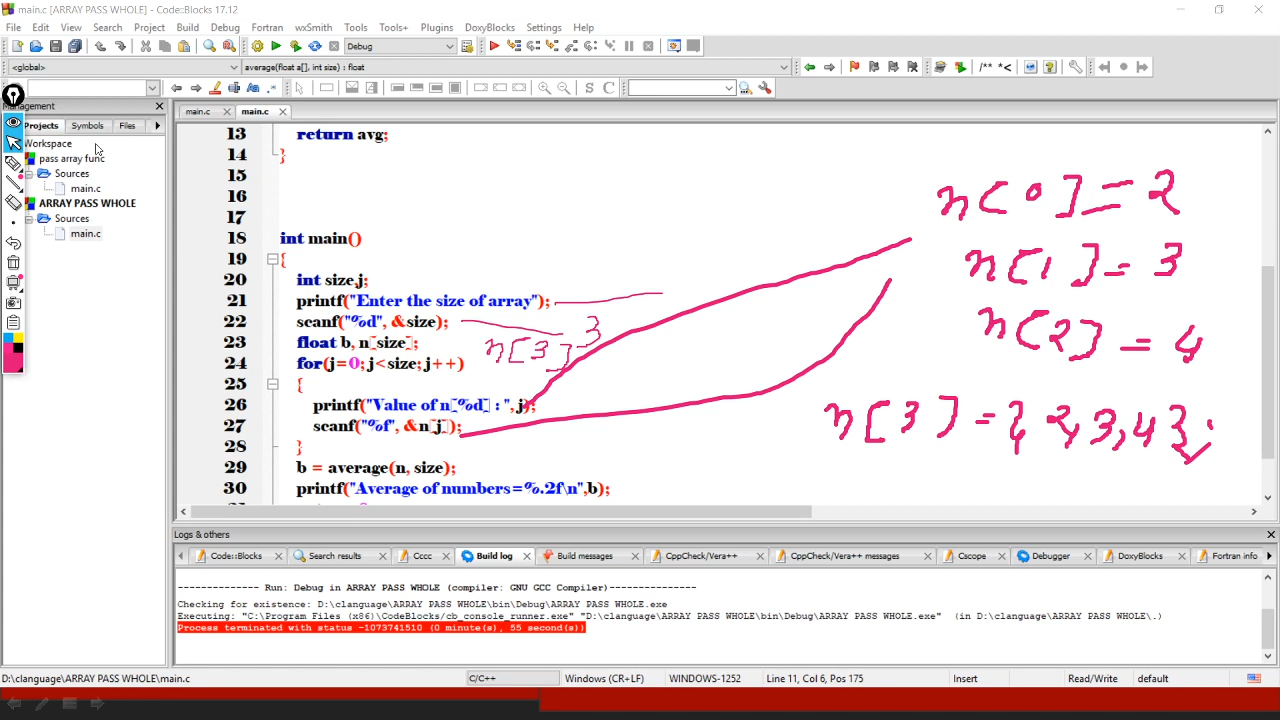 main.c [ARRAY PASS WHOLE] - Code::Blocks 17.12
File Edit View Search Project Build Debug Fortran wxSmith Tools Tools+ Plugins DoxyBlocks Settings Help
Debug
<global> average(float a[], int size) : float
/** *<
S C
Management
main.c main.c
Projects Symbols Files
Workspace
pass array func
Sources
main.c
ARRAY PASS WHOLE
Sources
main.c
13 return avg;
14 }
15
16
17
18 int main()
19 {
20 int size,j;
21 printf("Enter the size of array");
22 scanf("%d", &size);
23 float b, n[size];
24 for(j=0; j<size; j++)
25 {
26 printf("Value of n[%d] : ", j);
27 scanf("%f", &n[j]);
28 }
29 b = average(n, size);
30 printf("Average of numbers=%.2f\n",b);
3
n[3]
n[0] = 2
n[1] = 3
n[2] = 4
n[3] = { 2, 3, 4 };
Logs & others
Code::Blocks Search results Cccc Build log Build messages CppCheck/Vera++ CppCheck/Vera++ messages Cscope Debugger DoxyBlocks Fortran info
-------------- Run: Debug in ARRAY PASS WHOLE (compiler: GNU GCC Compiler)---------------
Checking for existence: D:\clanguage\ARRAY PASS WHOLE\bin\Debug\ARRAY PASS WHOLE.exe
Executing: "C:\Program Files (x86)\CodeBlocks/cb_console_runner.exe" "D:\clanguage\ARRAY PASS WHOLE\bin\Debug\ARRAY PASS WHOLE.exe" (in D:\clanguage\ARRAY PASS WHOLE\.)
Process terminated with status -1073741510 (0 minute(s), 55 second(s))
D:\clanguage\ARRAY PASS WHOLE\main.c C/C++ Windows (CR+LF) WINDOWS-1252 Line 11, Col 6, Pos 175 Insert Read/Write default